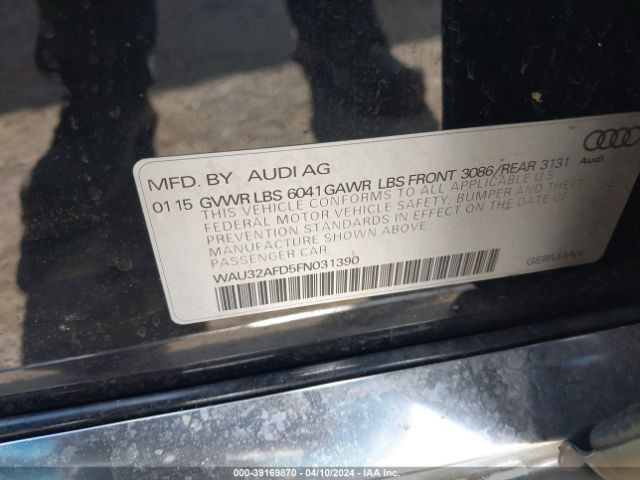 MFD. BY AUDI AG
Audi
01 15 GVWR LBS 6041 GAWR LBS FRONT 3086/REAR 3131
THIS VEHICLE CONFORMS TO ALL APPLICABLE U.S.
FEDERAL MOTOR VEHICLE SAFETY, BUMPER AND THEFT
PREVENTION STANDARDS IN EFFECT ON THE DATE OF
MANUFACTURE SHOWN ABOVE.
PASSENGER CAR
WAU32AFD5FN031390
GERMANY
000-39169870 - 04/10/2024 - IAA Inc.